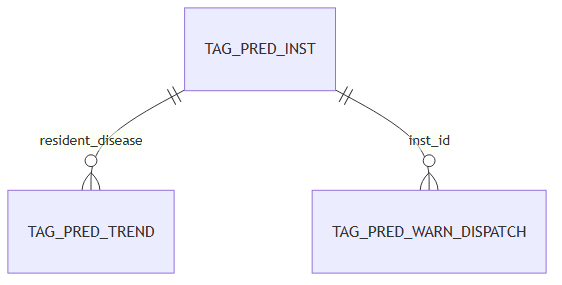 TAG_PRED_INST
resident_disease
inst_id
TAG_PRED_TREND
TAG_PRED_WARN_DISPATCH